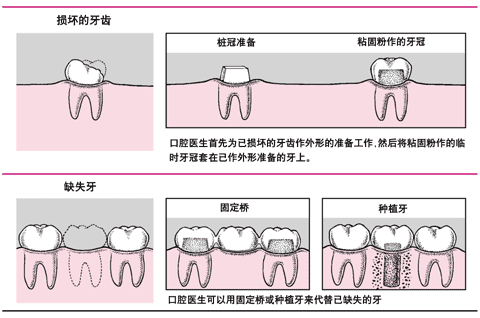 损坏的牙齿
桩冠准备
粘固粉作的牙冠
口腔医生首先为已损坏的牙齿作外形的准备工作,然后将粘固粉作的临
时牙冠套在已作外形准备的牙上。
缺失牙
固定桥
种植牙
口腔医生可以用固定桥或种植牙来代替已缺失的牙